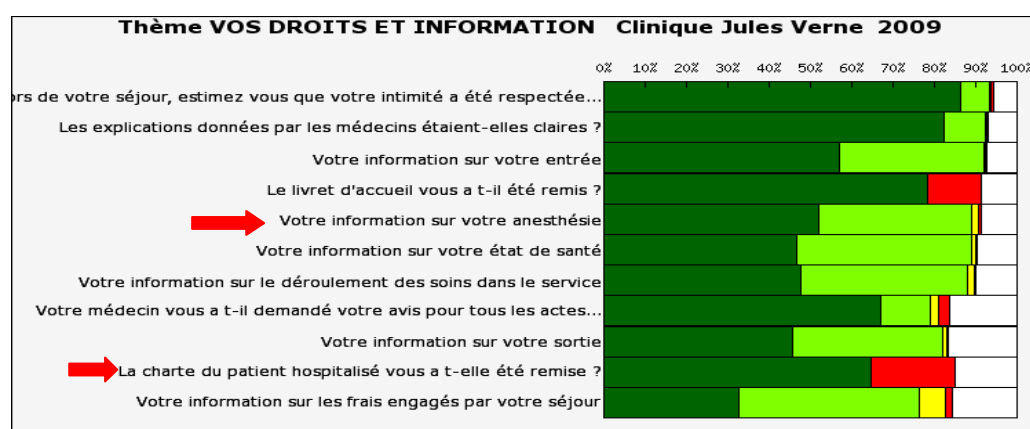 Thème VOS DROITS ET INFORMATION Clinique Jules Verne 2009
0% 10% 20% 30% 40% 50% 60% 70% 80% 90% 100%
ors de votre séjour, estimez vous que votre intimité a été respectée...
Les explications données par les médecins étaient-elles claires ?
Votre information sur votre entrée
Le livret d'accueil vous a t-il été remis ?
Votre information sur votre anesthésie
Votre information sur votre état de santé
Votre information sur le déroulement des soins dans le service
Votre médecin vous a t-il demandé votre avis pour tous les actes...
Votre information sur votre sortie
La charte du patient hospitalisé vous a t-elle été remise ?
Votre information sur les frais engagés par votre séjour